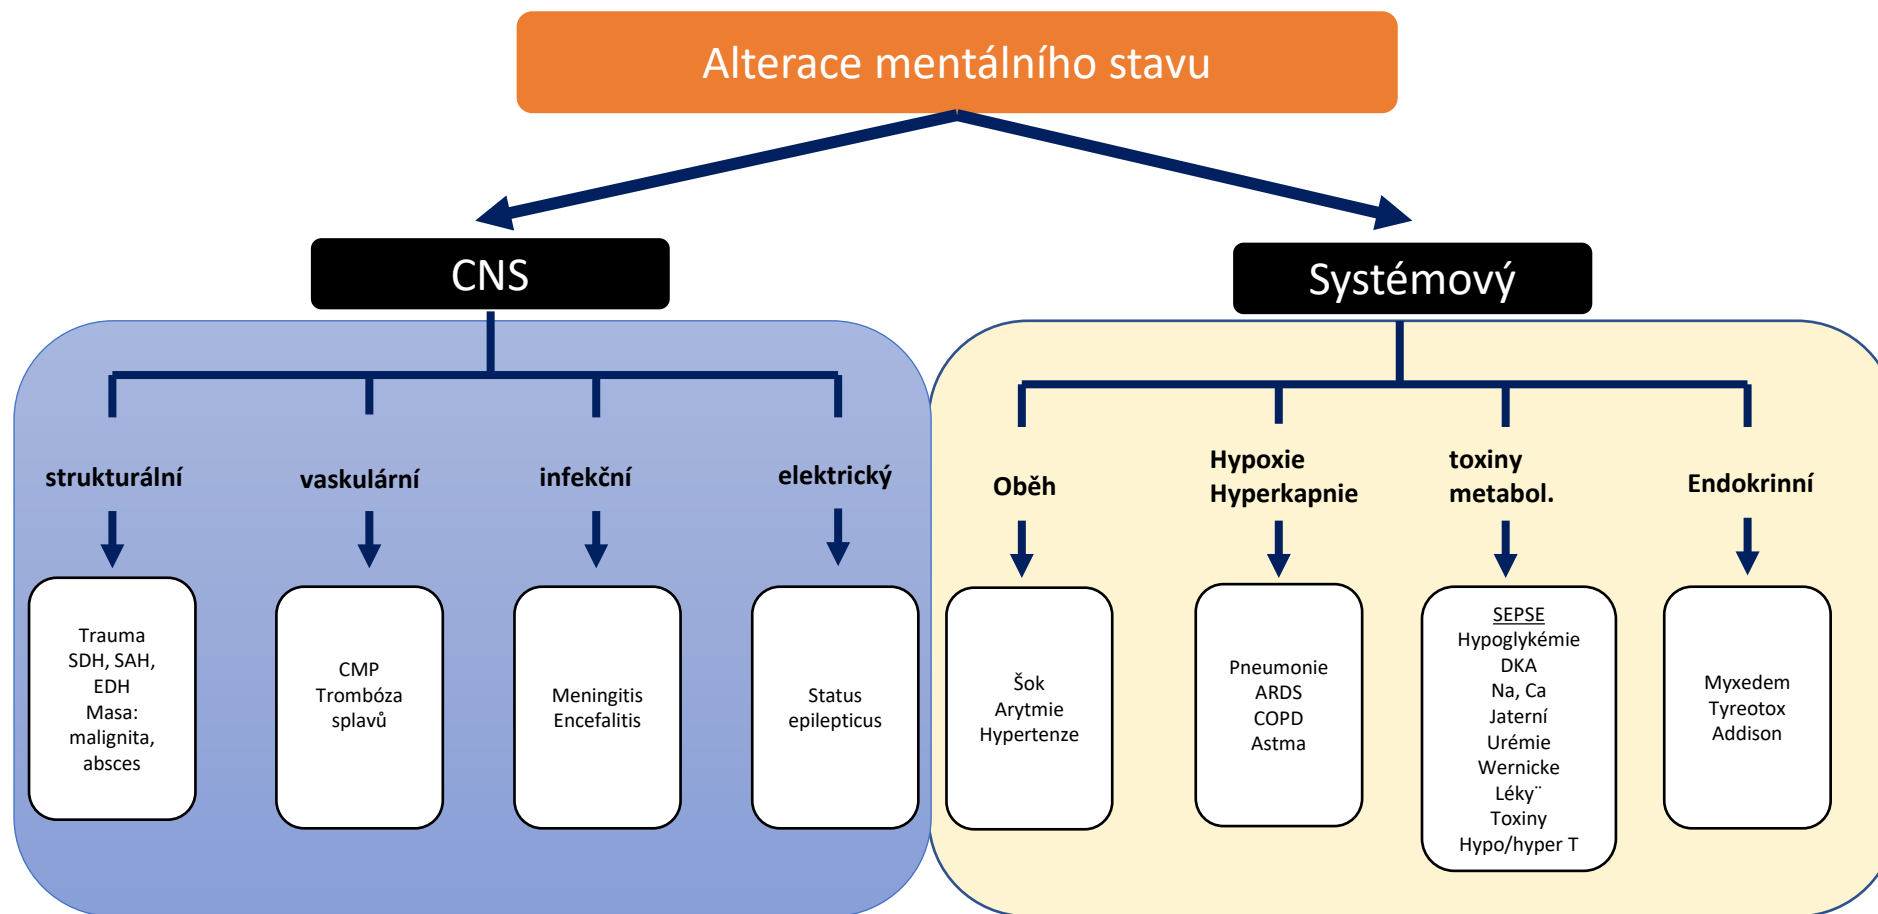 Alterace mentálního stavu
CNS
Systémový
strukturální
vaskulární
infekční
elektrický
Oběh
Hypoxie
Hyperkapnie
toxiny
metabol.
Endokrinní
Trauma
SDH, SAH,
EDH
Masa:
malignita,
absces
CMP
Trombóza
splavů
Meningitis
Encefalitis
Status
epilepticus
Šok
Arytmie
Hypertenze
Pneumonie
ARDS
COPD
Astma
SEPSE
Hypoglykémie
DKA
Na, Ca
Jaterní
Urémie
Wernicke
Léky¨
Toxiny
Hypo/hyper T
Myxedem
Tyreotox
Addison